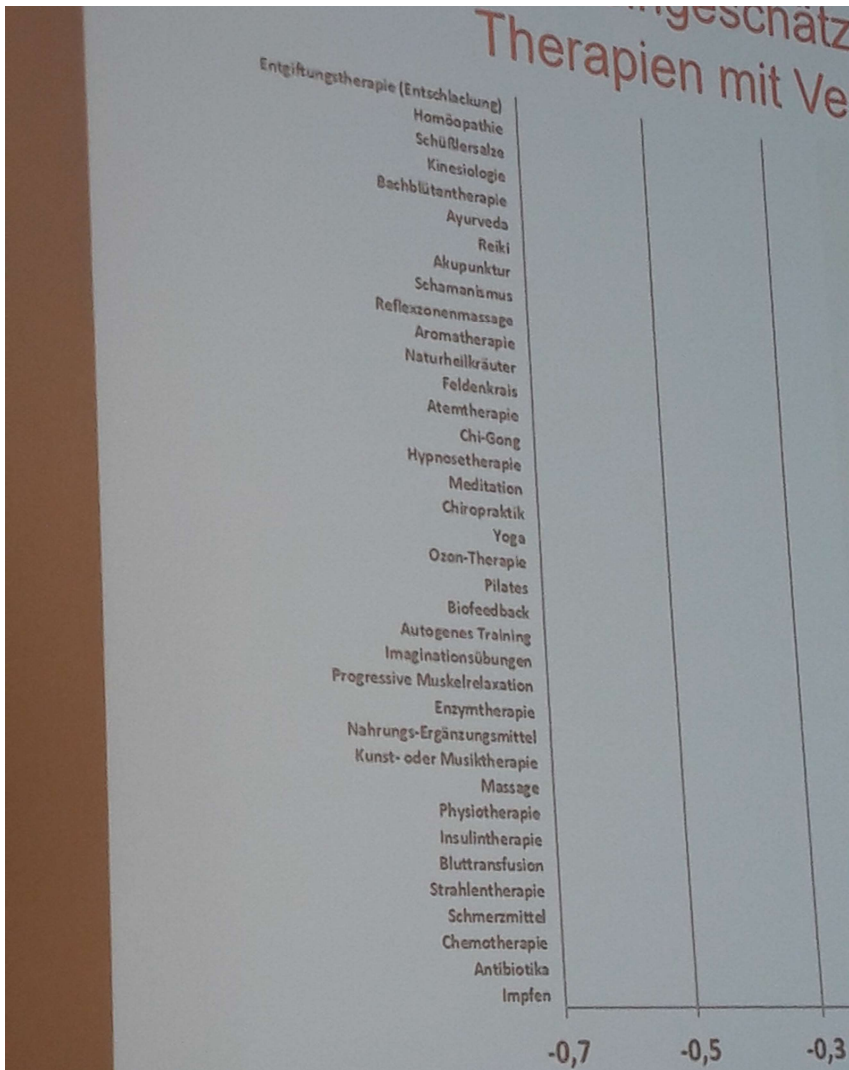 Therapien mit
Entgiftungstherapie (Entschlackung)
Homöopathie
Schüßlersalze
Kinesiologie
Bachblütentherapie
Ayurveda
Reiki
Akupunktur
Schamanismus
Reflexzonenmassage
Aromatherapie
Naturheilkräuter
Feldenkrais
Atemtherapie
Chi-Gong
Hypnosetherapie
Meditation
Chiropraktik
Yoga
Ozon-Therapie
Pilates
Biofeedback
Autogenes Training
Imaginationsübungen
Progressive Muskelrelaxation
Enzymtherapie
Nahrungs-Ergänzungsmittel
Kunst- oder Musiktherapie
Massage
Physiotherapie
Insulintherapie
Bluttransfusion
Strahlentherapie
Schmerzmittel
Chemotherapie
Antibiotika
Impfen
-0,7 -0,5 -0,3